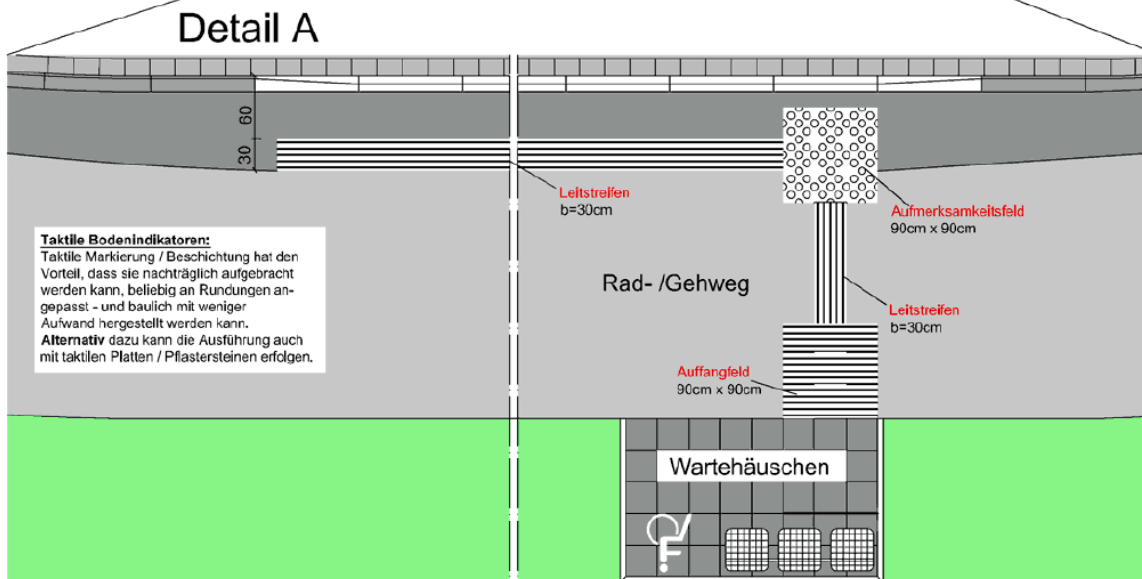 Detail A
60
30
Leitstreifen
b=30cm
Aufmerksamkeitsfeld
90cm x 90cm
Taktile Bodenindikatoren:
Taktile Markierung / Beschichtung hat den
Vorteil, dass sie nachträglich aufgebracht
werden kann, beliebig an Rundungen an-
gepasst - und baulich mit weniger
Aufwand hergestellt werden kann.
Alternativ dazu kann die Ausführung auch
mit taktilen Platten / Pflastersteinen erfolgen.
Rad- /Gehweg
Leitstreifen
b=30cm
Auffangfeld
90cm x 90cm
Wartehäuschen